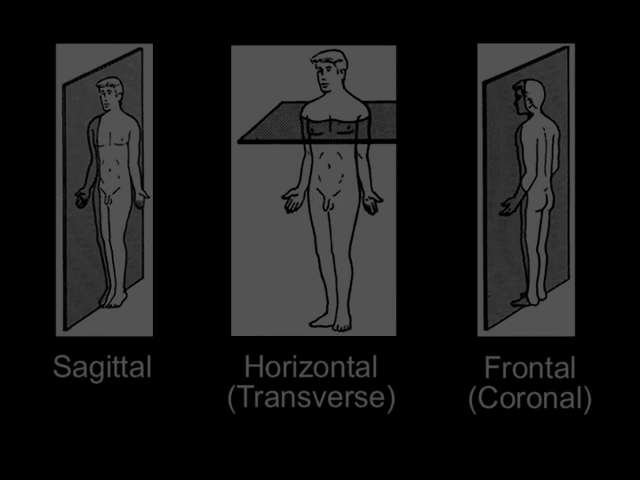 Sagittal
Horizontal
(Transverse)
Frontal
(Coronal)